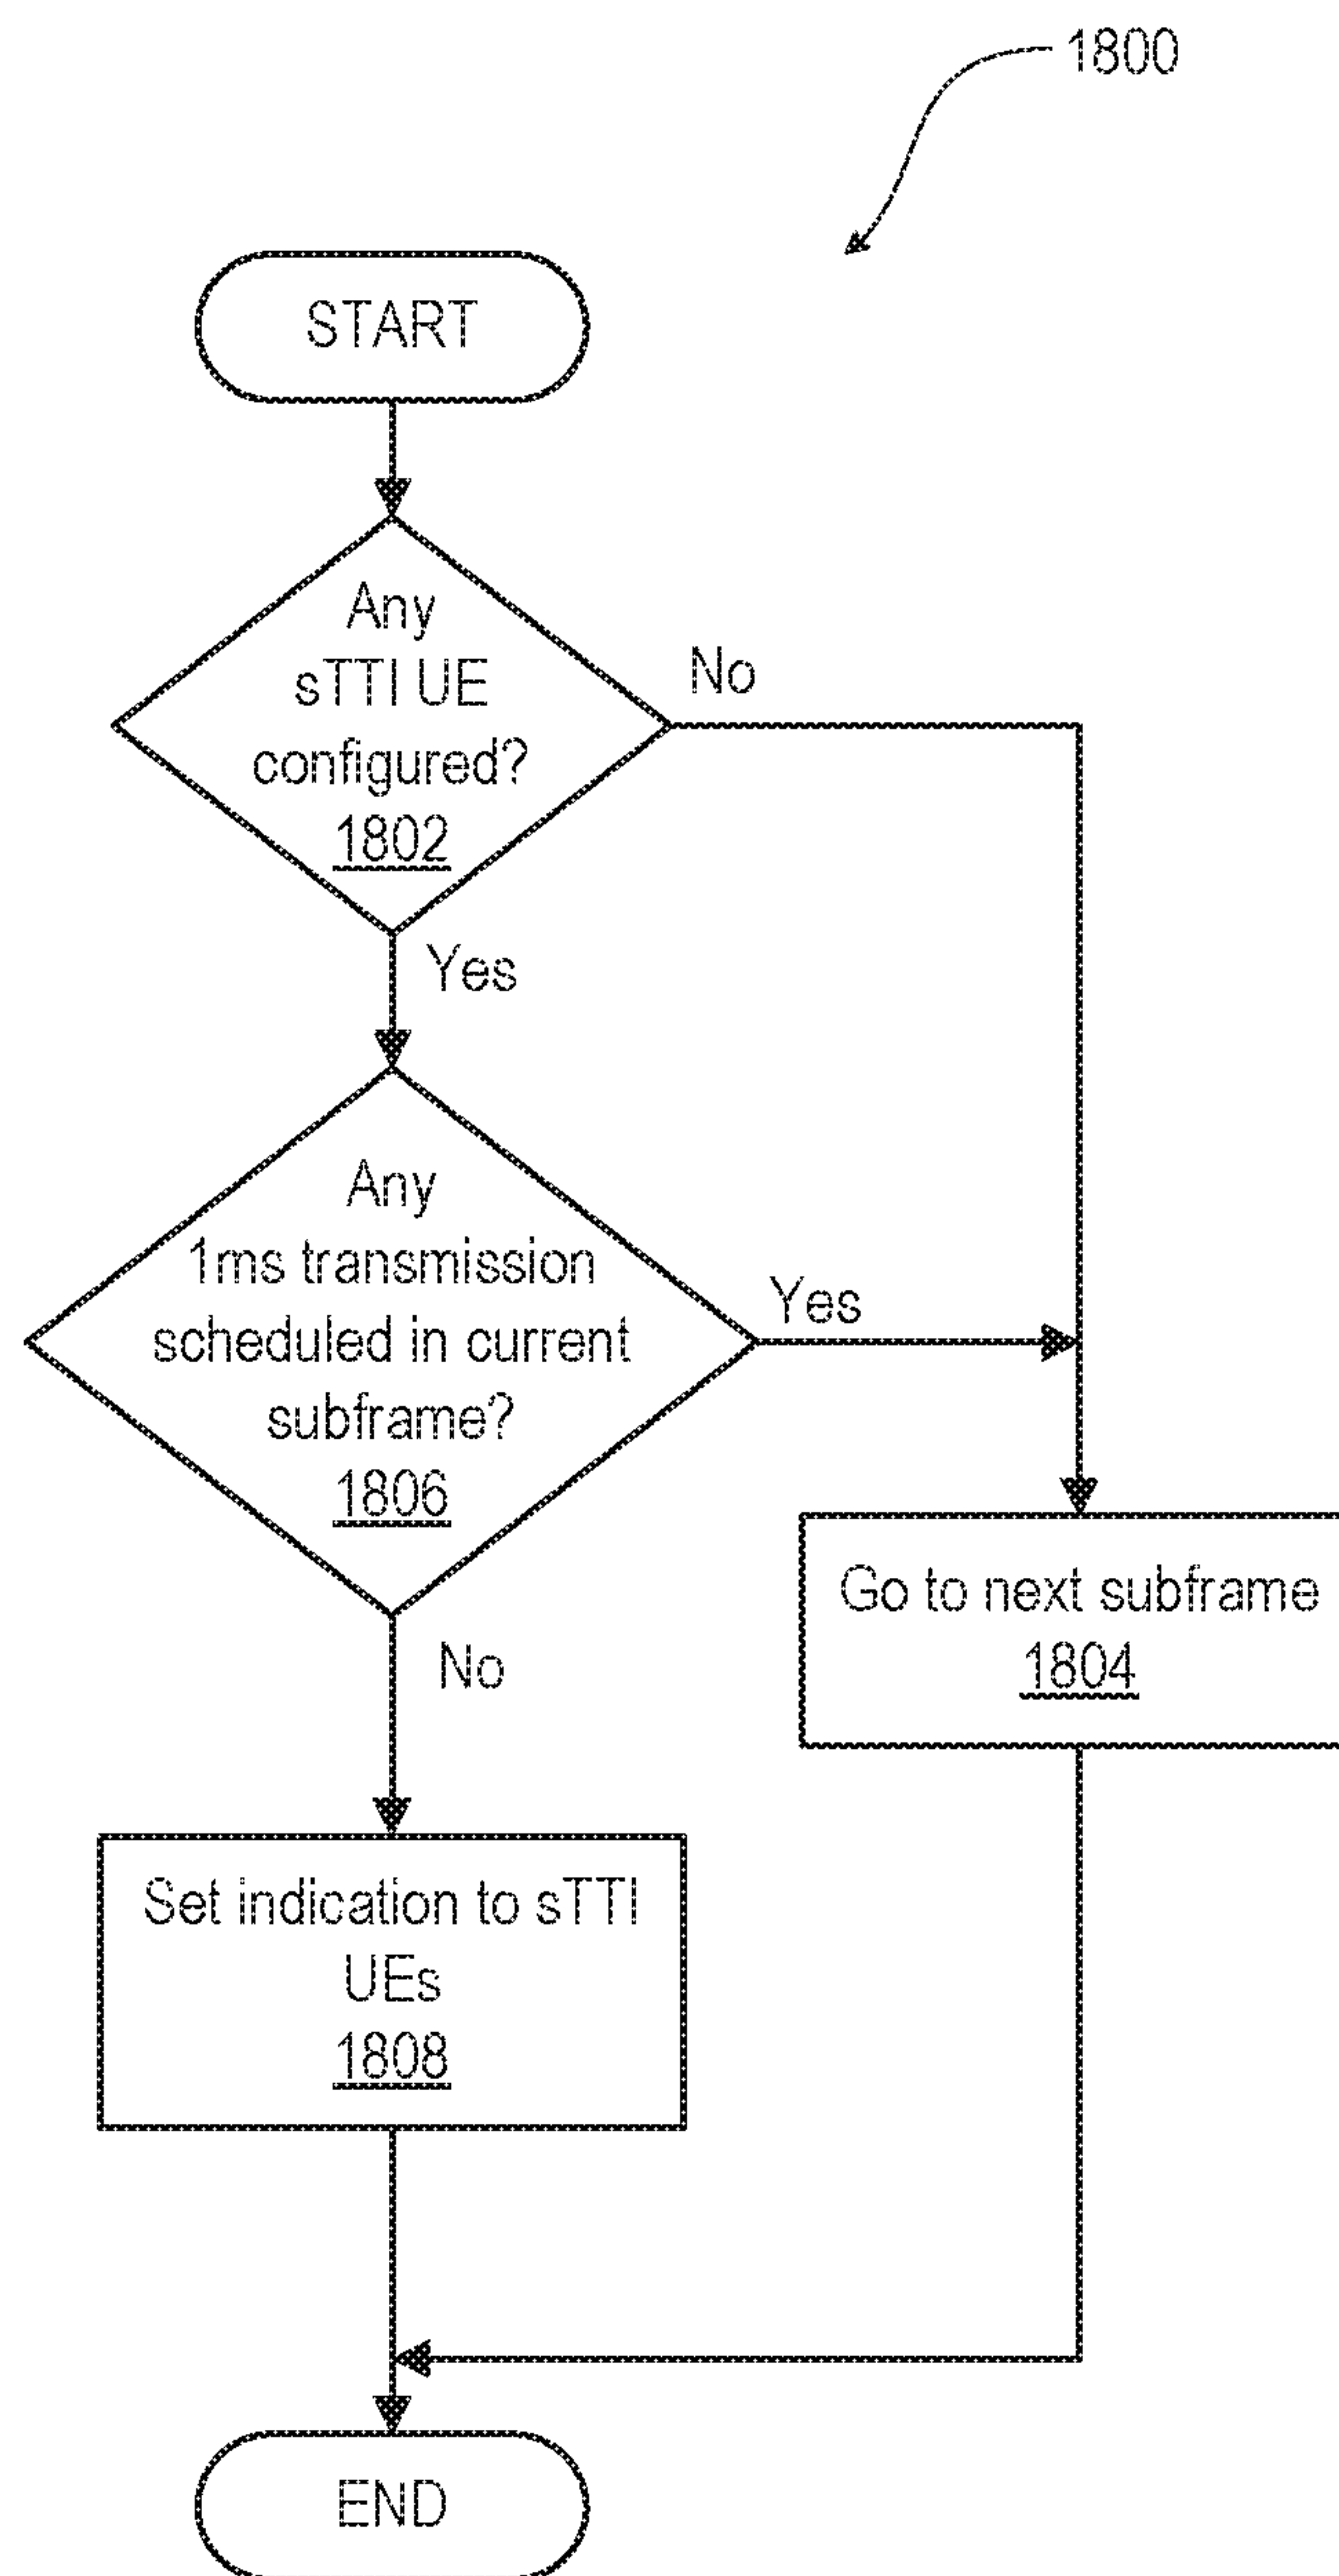 1800
START
Any
sTTI UE
configured?
1802
No
Yes
Any
1ms transmission
scheduled in current
subframe?
1806
Yes
No
Go to next subframe
1804
Set indication to sTTI
UEs
1808
END